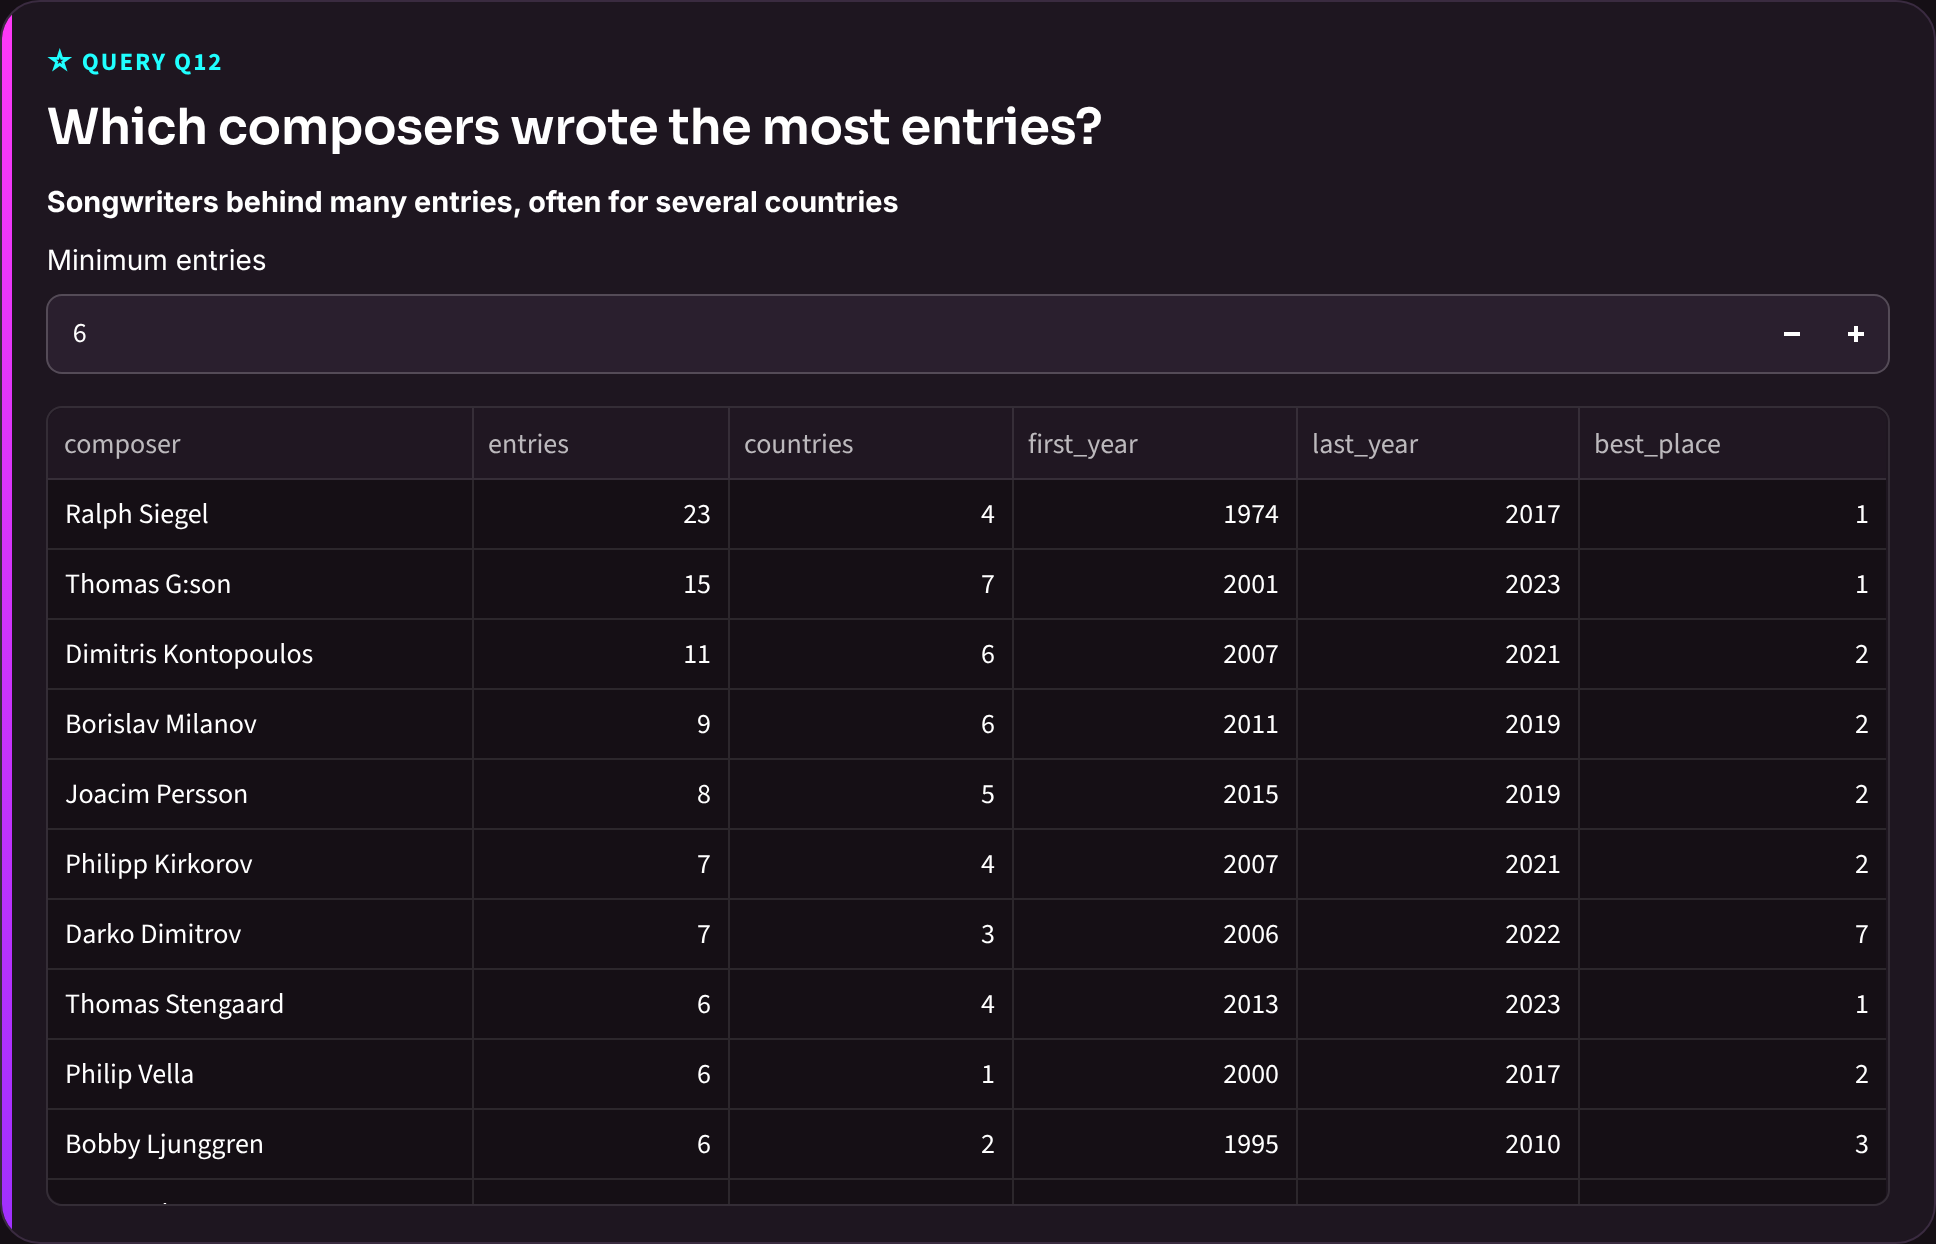 ☆ QUERY Q12
Which composers wrote the most entries?
Songwriters behind many entries, often for several countries
Minimum entries
6 − +
composer entries countries first_year last_year best_place
Ralph Siegel 23 4 1974 2017 1
Thomas G:son 15 7 2001 2023 1
Dimitris Kontopoulos 11 6 2007 2021 2
Borislav Milanov 9 6 2011 2019 2
Joacim Persson 8 5 2015 2019 2
Philipp Kirkorov 7 4 2007 2021 2
Darko Dimitrov 7 3 2006 2022 7
Thomas Stengaard 6 4 2013 2023 1
Philip Vella 6 1 2000 2017 2
Bobby Ljunggren 6 2 1995 2010 3